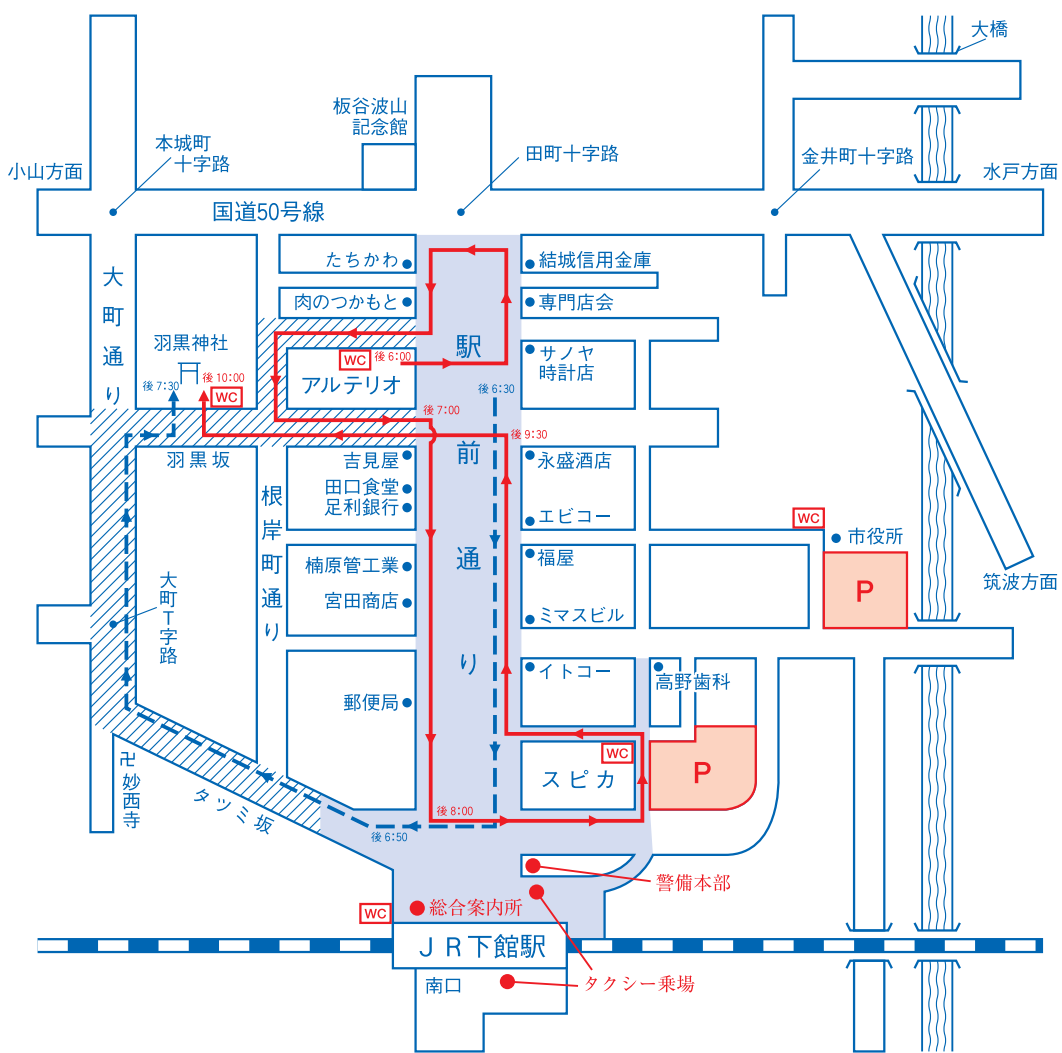 大橋
板谷波山
記念館
本城町
十字路
田町十字路
金井町十字路
小山方面
水戸方面
国道50号線
大町通り
たちかわ
結城信用金庫
肉のつかもと
専門店会
羽黒神社
駅前通り
サノヤ
時計店
WC
後 6:00
後 7:30
後 10:00
WC
アルテリオ
後 6:30
後 7:00
後 9:30
羽黒坂
吉見屋
永盛酒店
田口食堂
足利銀行
エビコー
根岸町通り
WC
市役所
楠原管工業
福屋
P
筑波方面
宮田商店
ミマスビル
大町T字路
イトコー
高野歯科
郵便局
卍妙西寺
タツミ坂
WC
スピカ
P
後 8:00
後 6:50
警備本部
WC
総合案内所
JR下館駅
南口
タクシー乗場